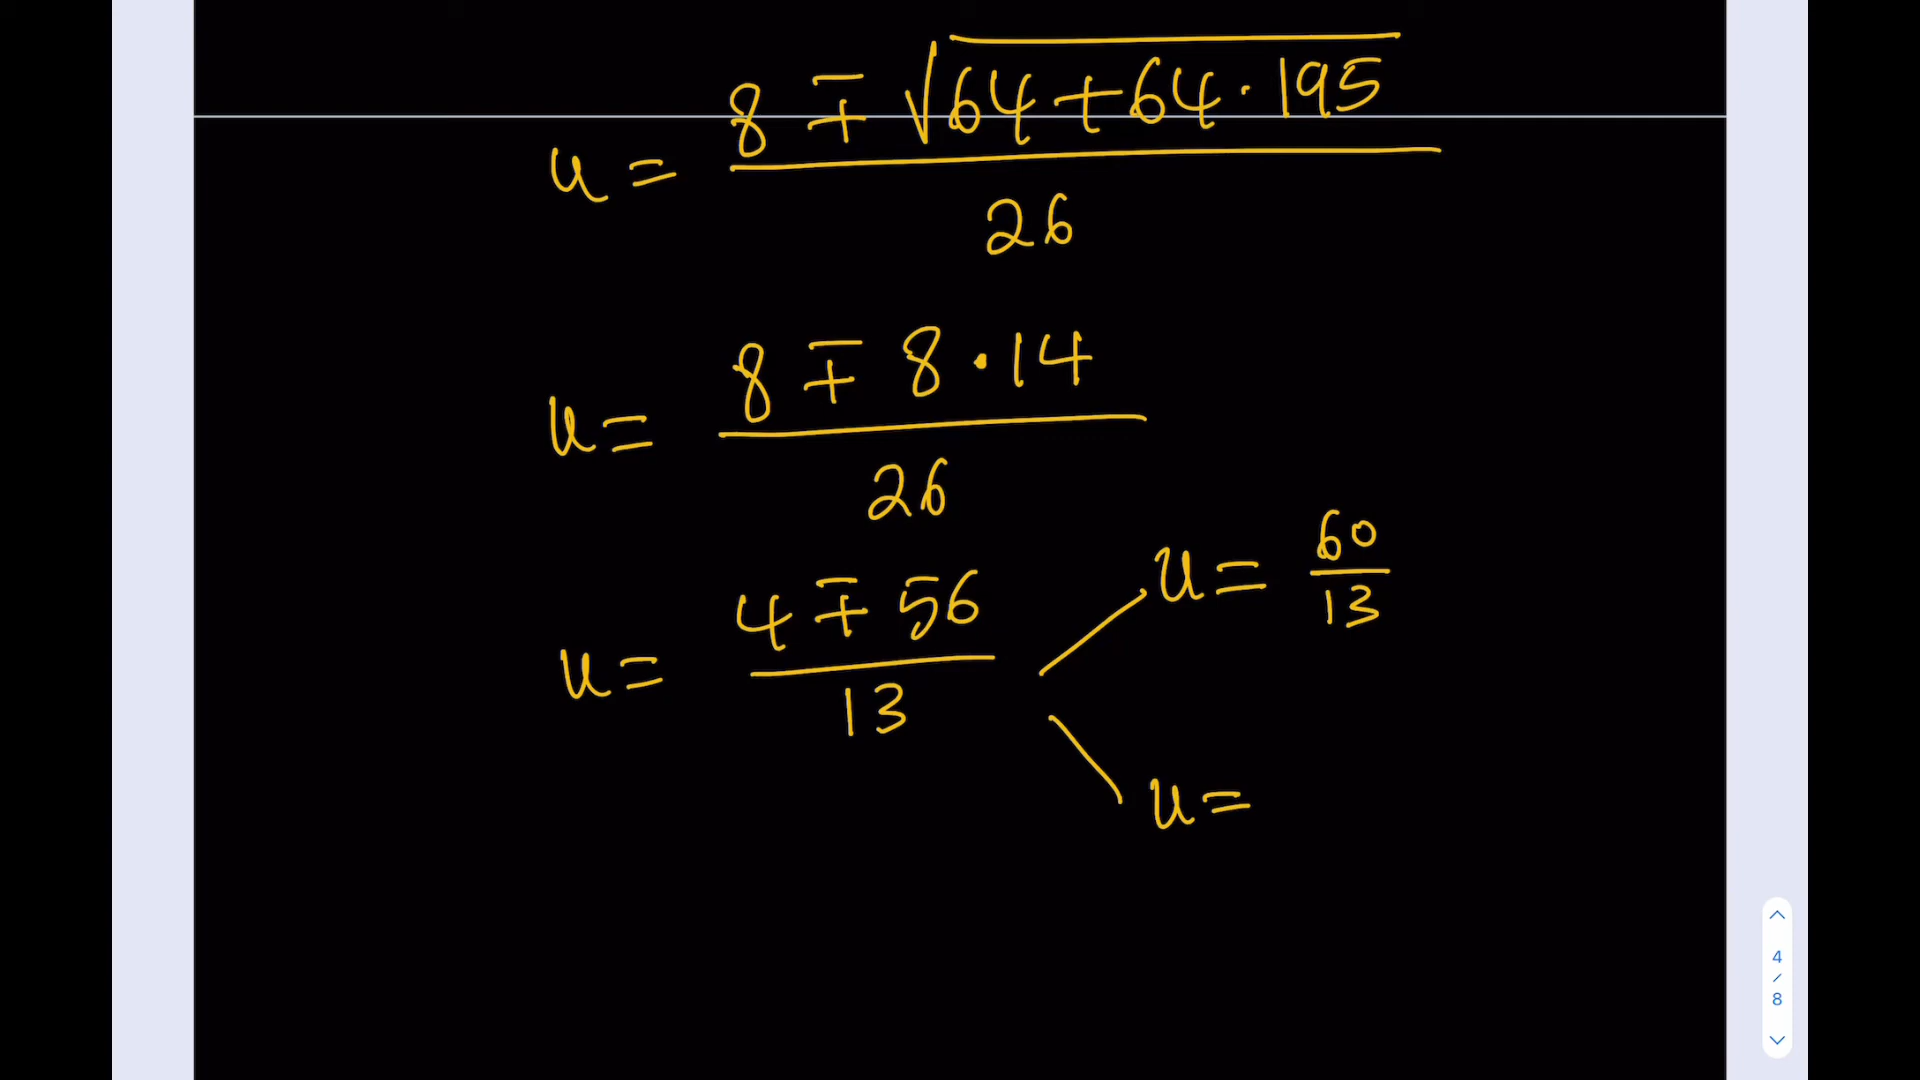 u = 8 ∓ √64 + 64 · 195
26
u = 8 ∓ 8 · 14
26
u = 4 ∓ 56
13
u = 60
13
u =
4
/
8